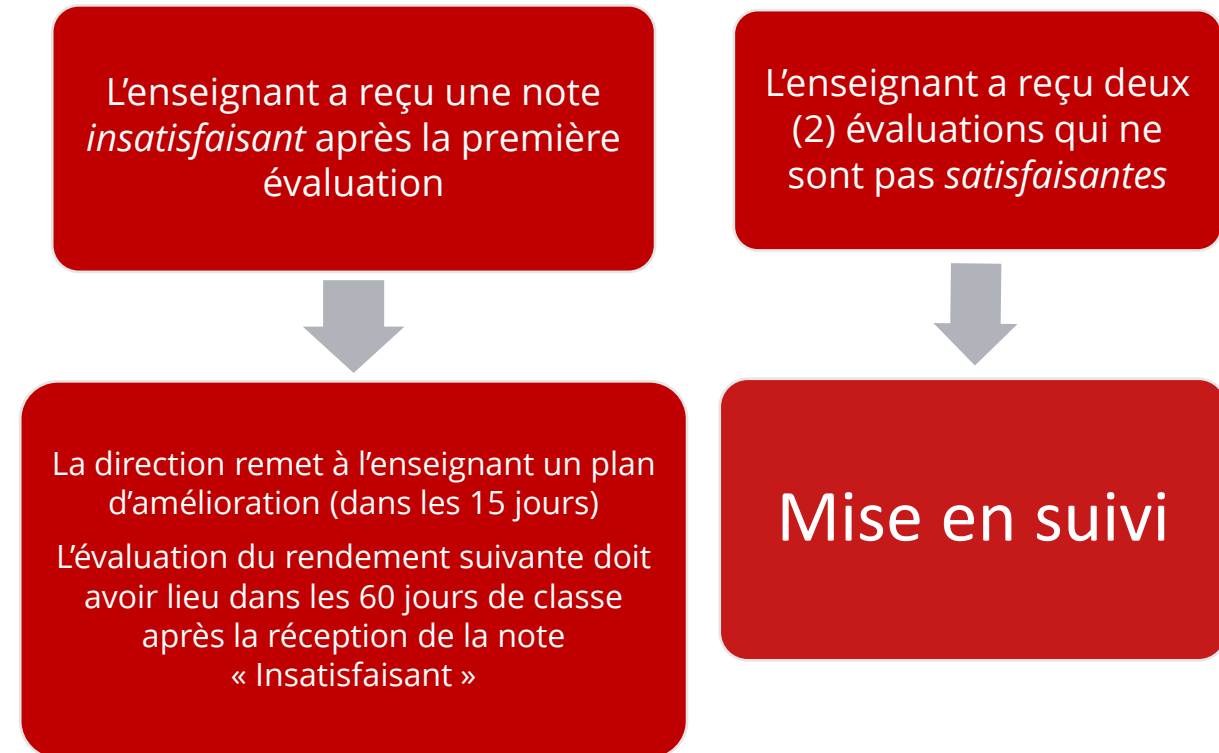 L'enseignant a reçu une note
insatisfaisant après la première
évaluation
La direction remet à l'enseignant un plan
d'amélioration (dans les 15 jours)
L'évaluation du rendement suivante doit
avoir lieu dans les 60 jours de classe
après la réception de la note
« Insatisfaisant »
L'enseignant a reçu deux
(2) évaluations qui ne
sont pas satisfaisantes
Mise en suivi